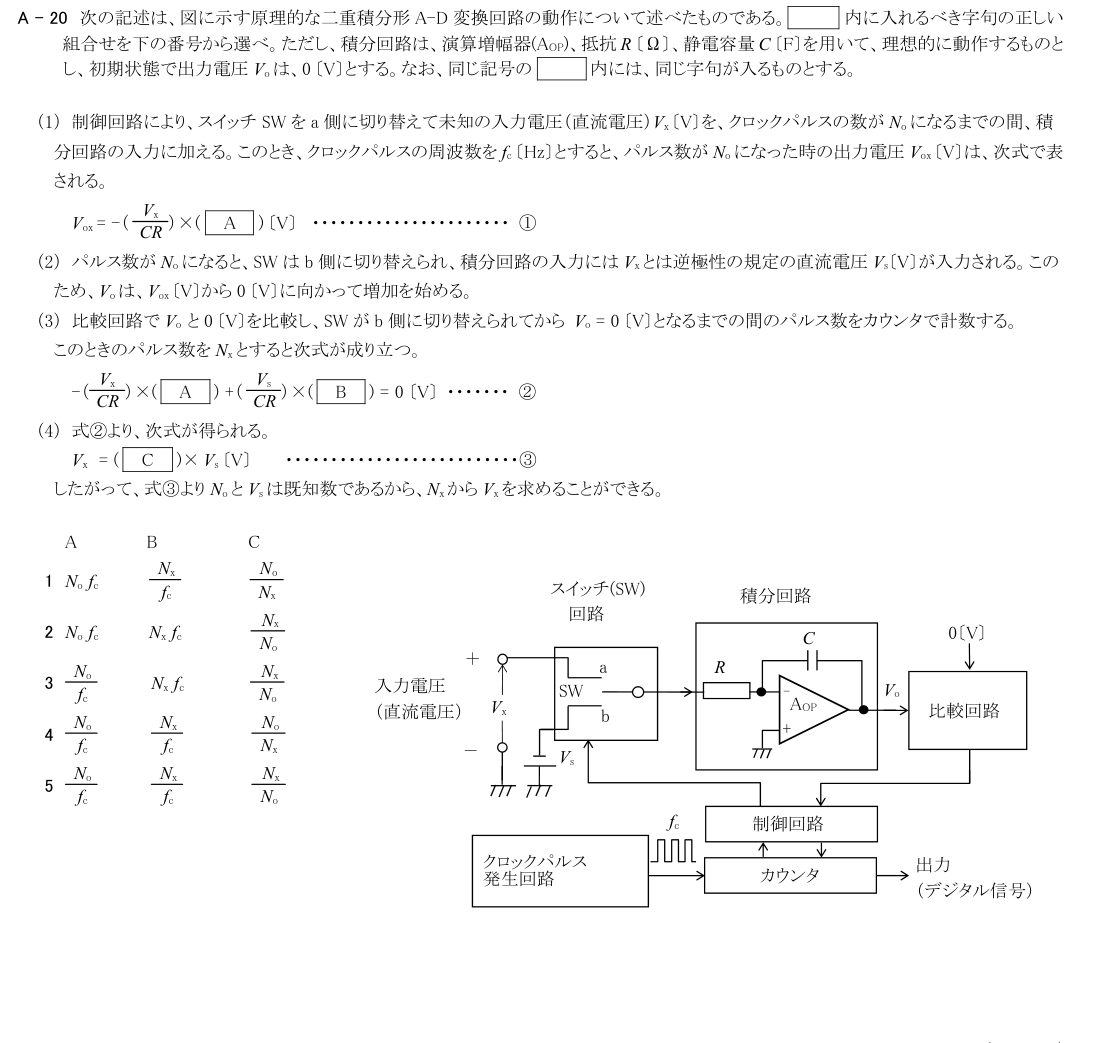 A－20 次の記述は、図に示す原理的な二重積分形 A-D 変換回路の動作について述べたものである。□内に入れるべき字句の正しい
組合せを下の番号から選べ。ただし、積分回路は、演算増幅器(AOP)、抵抗 R〔Ω〕、静電容量 C〔F〕を用いて、理想的に動作するものと
し、初期状態で出力電圧 Voは、0〔V〕とする。なお、同じ記号の□内には、同じ字句が入るものとする。
(1) 制御回路により、スイッチ SW を a 側に切り替えて未知の入力電圧(直流電圧)Vx〔V〕を、クロックパルスの数が Noになるまでの間、積
分回路の入力に加える。このとき、クロックパルスの周波数をfc〔Hz〕とすると、パルス数が Noになった時の出力電圧 Vox〔V〕は、次式で表
される。
Vox = -(Vx/CR)×( A )〔V〕 ・・・・・・・・・・・・・・・・・・・・・・ ①
(2) パルス数が Noになると、SW は b 側に切り替えられ、積分回路の入力には Vxとは逆極性の規定の直流電圧 Vs〔V〕が入力される。この
ため、Voは、Vox〔V〕から 0〔V〕に向かって増加を始める。
(3) 比較回路で Voと 0〔V〕を比較し、SW が b 側に切り替えられてから Vo = 0〔V〕となるまでの間のパルス数をカウンタで計数する。
このときのパルス数を Nxとすると次式が成り立つ。
-(Vx/CR)×( A )+(Vs/CR)×( B ) = 0〔V〕 ・・・・・・・ ②
(4) 式②より、次式が得られる。
Vx = ( C )× Vs〔V〕 ・・・・・・・・・・・・・・・・・・・・・・・・・・③
したがって、式③より Noと Vsは既知数であるから、Nxから Vxを求めることができる。
A B C
1 No fc Nx/fc No/Nx
2 No fc Nx fc Nx/No
3 No/fc Nx fc Nx/No
4 No/fc Nx/fc No/Nx
5 No/fc Nx/fc Nx/No
スイッチ(SW)
回路
積分回路
0〔V〕
入力電圧
(直流電圧)
+
Vx
－
a
SW
b
Vs
R
C
－
AOP
+
Vo
比較回路
制御回路
fc
クロックパルス
発生回路
カウンタ
出力
(デジタル信号)